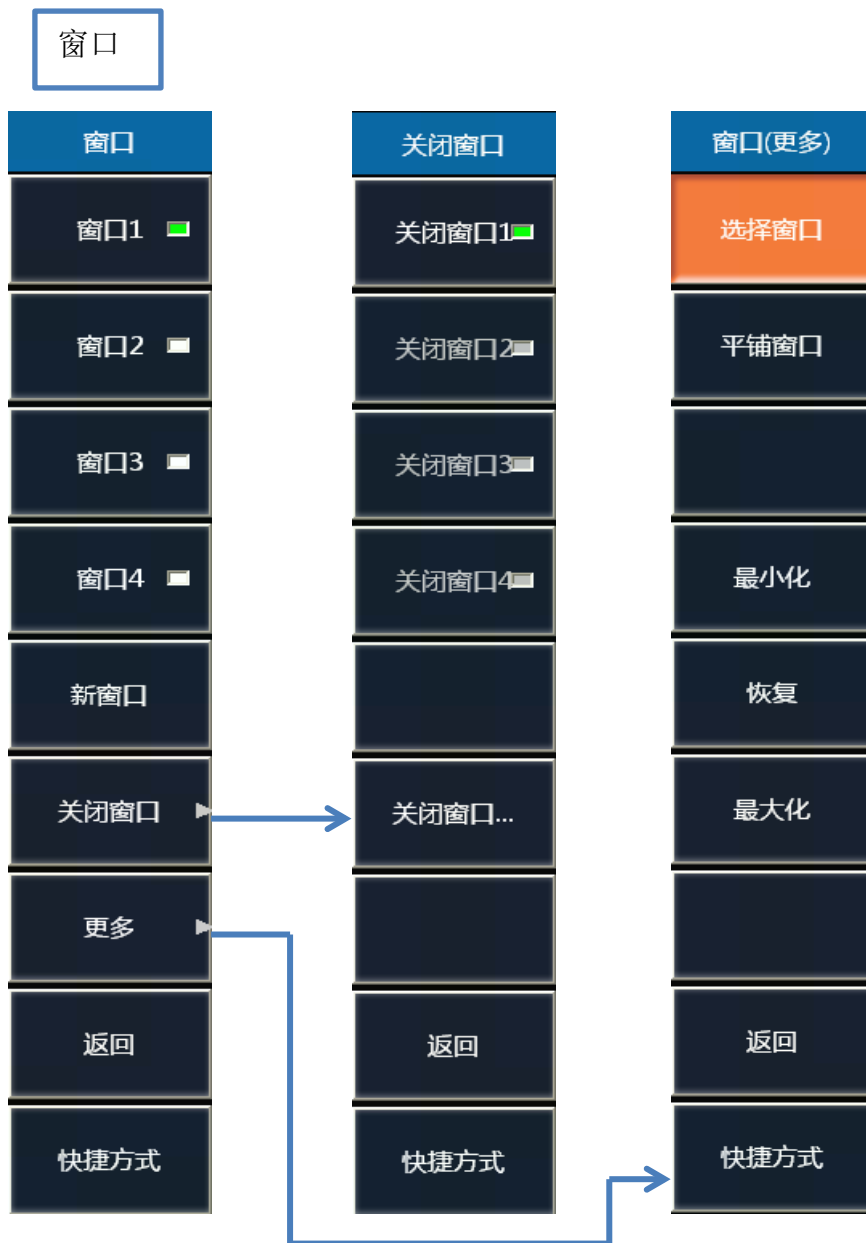 窗口
窗口
窗口1
窗口2
窗口3
窗口4
新窗口
关闭窗口
更多
返回
快捷方式
关闭窗口
关闭窗口1
关闭窗口2
关闭窗口3
关闭窗口4
关闭窗口...
返回
快捷方式
窗口(更多)
选择窗口
平铺窗口
最小化
恢复
最大化
返回
快捷方式